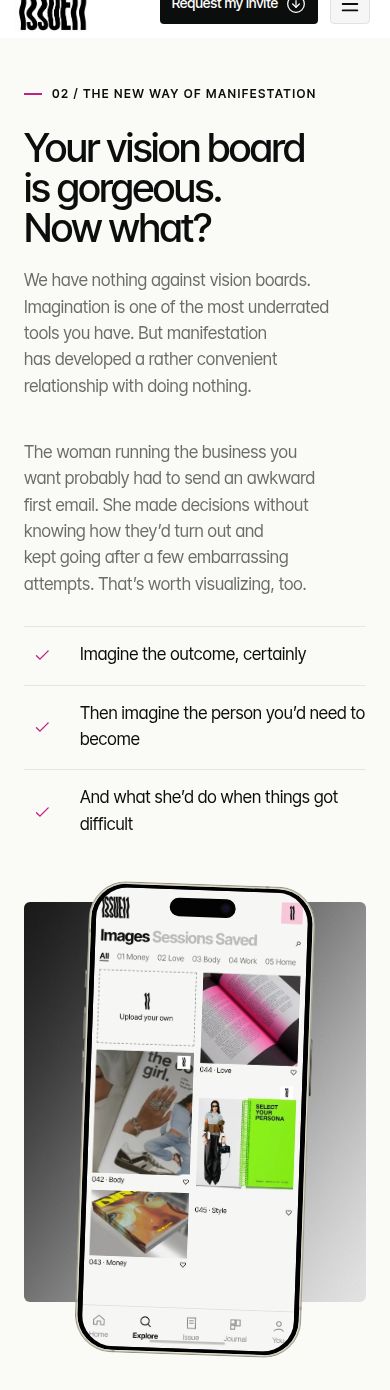 ISSUE11
Request my invite
02 / THE NEW WAY OF MANIFESTATION
Your vision board
is gorgeous.
Now what?
We have nothing against vision boards.
Imagination is one of the most underrated
tools you have. But manifestation
has developed a rather convenient
relationship with doing nothing.
The woman running the business you
want probably had to send an awkward
first email. She made decisions without
knowing how they’d turn out and
kept going after a few embarrassing
attempts. That’s worth visualizing, too.
Imagine the outcome, certainly
Then imagine the person you’d need to
become
And what she’d do when things got
difficult
ISSUE11
11
Images Sessions Saved
All 01 Money 02 Love 03 Body 04 Work 05 Home
11
Upload your own
044 · Love
the
girl.
11
042 · Body
11
SELECT
YOUR
PERSONA
045 · Style
043 · Money
Home Explore Issue Journal You